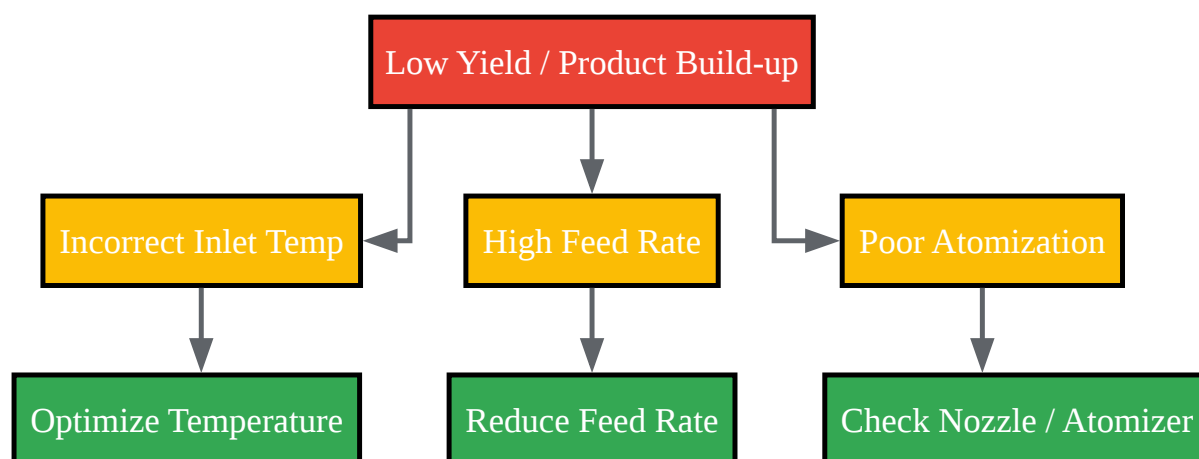 Low Yield / Product Build-up
Incorrect Inlet Temp
High Feed Rate
Poor Atomization
Optimize Temperature
Reduce Feed Rate
Check Nozzle / Atomizer